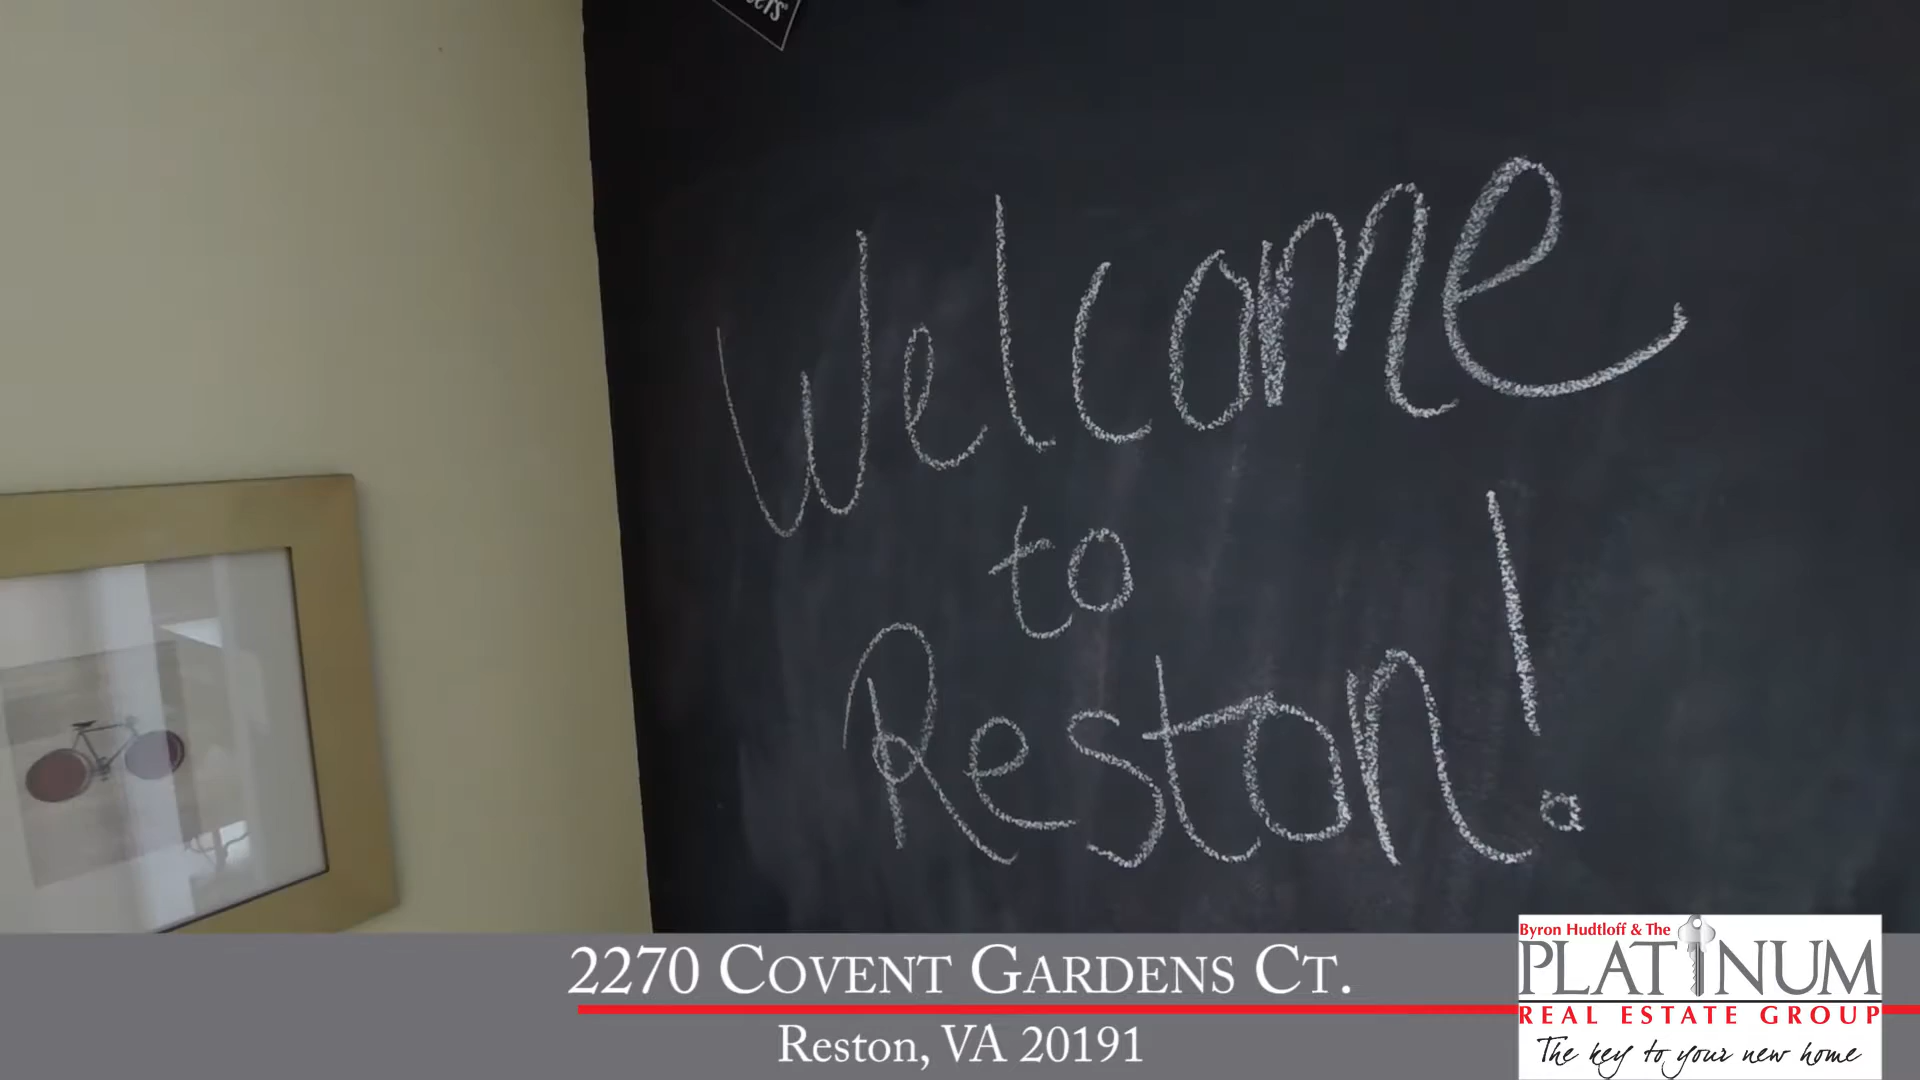 Welcome
to
Reston!
2270 COVENT GARDENS CT.
Reston, VA 20191
Byron Hudtloff & The
PLATINUM
REAL ESTATE GROUP
The key to your new home